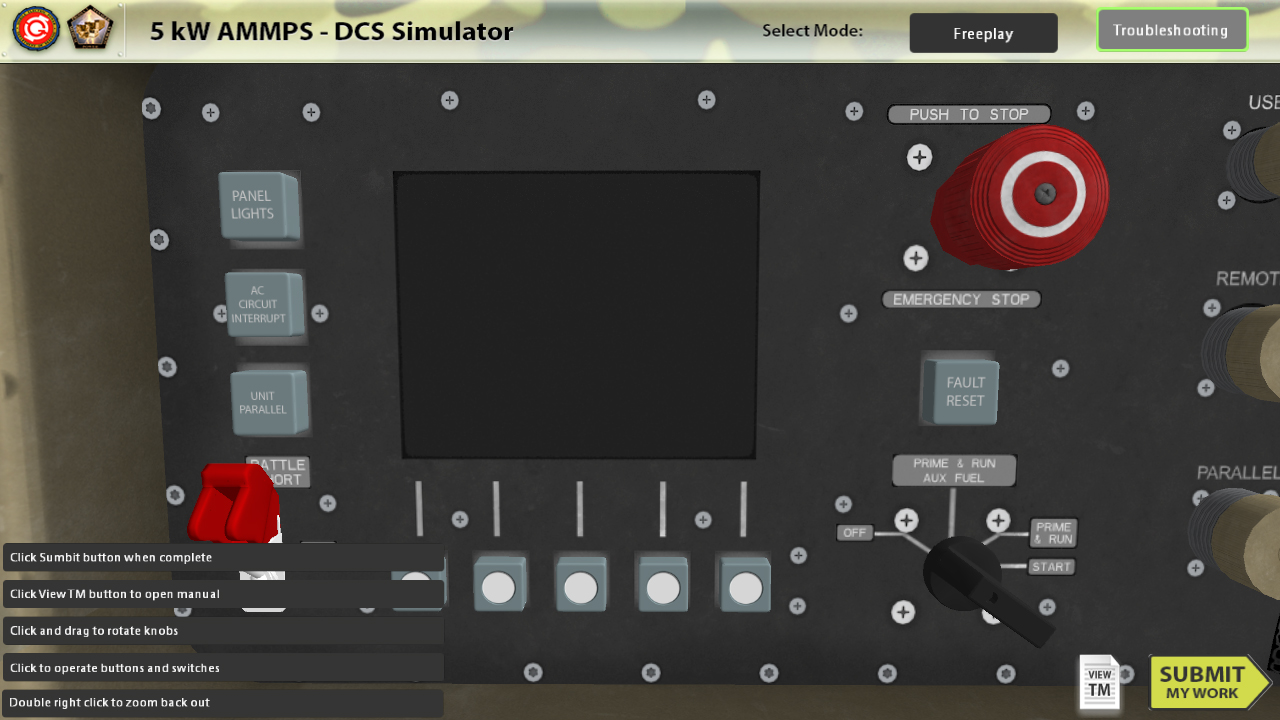 5 kW AMMPS - DCS Simulator
Select Mode:
Freeplay
Troubleshooting
PUSH TO STOP
USE
PANEL
LIGHTS
AC
CIRCUIT
INTERRUPT
REMOT
EMERGENCY STOP
UNIT
PARALLEL
FAULT
RESET
BATTLE
SHORT
PRIME & RUN
AUX FUEL
PARALLEL
OFF
PRIME
& RUN
START
Click Sumbit button when complete
Click View TM button to open manual
Click and drag to rotate knobs
Click to operate buttons and switches
Double right click to zoom back out
VIEW
TM
SUBMIT
MY WORK